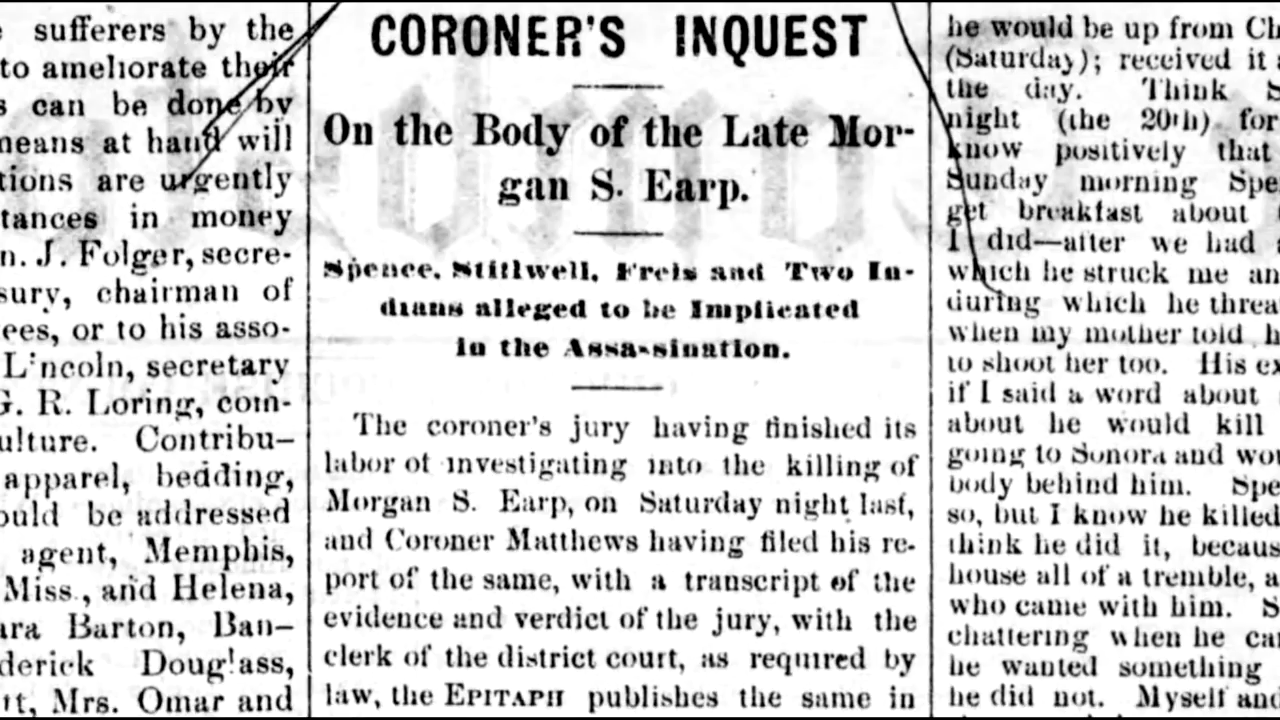 sufferers by the
to ameliorate their
s can be done by
means at hand will
tions are urgently
tances in money
n. J. Folger, secre-
sury, chairman of
ees, or to his asso-
L'ncoln, secretary
G. R. Loring, com-
ulture. Contribu-
apparel, bedding,
ould be addressed
agent, Memphis,
Miss., and Helena,
ara Barton, Ban-
derick Doug!ass,
tt, Mrs. Omar and
CORONER'S INQUEST
On the Body of the Late Mor-
gan S. Earp.
Spence, Stillwell, Freis and Two In-
dians alleged to be Implicated
in the Assassination.
The coroner's jury having finished its
labor of investigating into the killing of
Morgan S. Earp, on Saturday night last,
and Coroner Matthews having filed his re-
port of the same, with a transcript of the
evidence and verdict of the jury, with the
clerk of the district court, as required by
law, the EPITAPH publishes the same in
he would be up from Ch
(Saturday); received it a
the day. Think S
night (the 20th) for
know positively that
Sunday morning Spe
get breakfast about
I did—after we had
which he struck me an
during which he threa
when my mother told h
to shoot her too. His ex
if I said a word about
about he would kill
going to Sonora and wou
body behind him. Spe
so, but I know he killed
think he did it, becaus
house all of a tremble, a
who came with him. S
chattering when he ca
he wanted something
he did not. Myself and